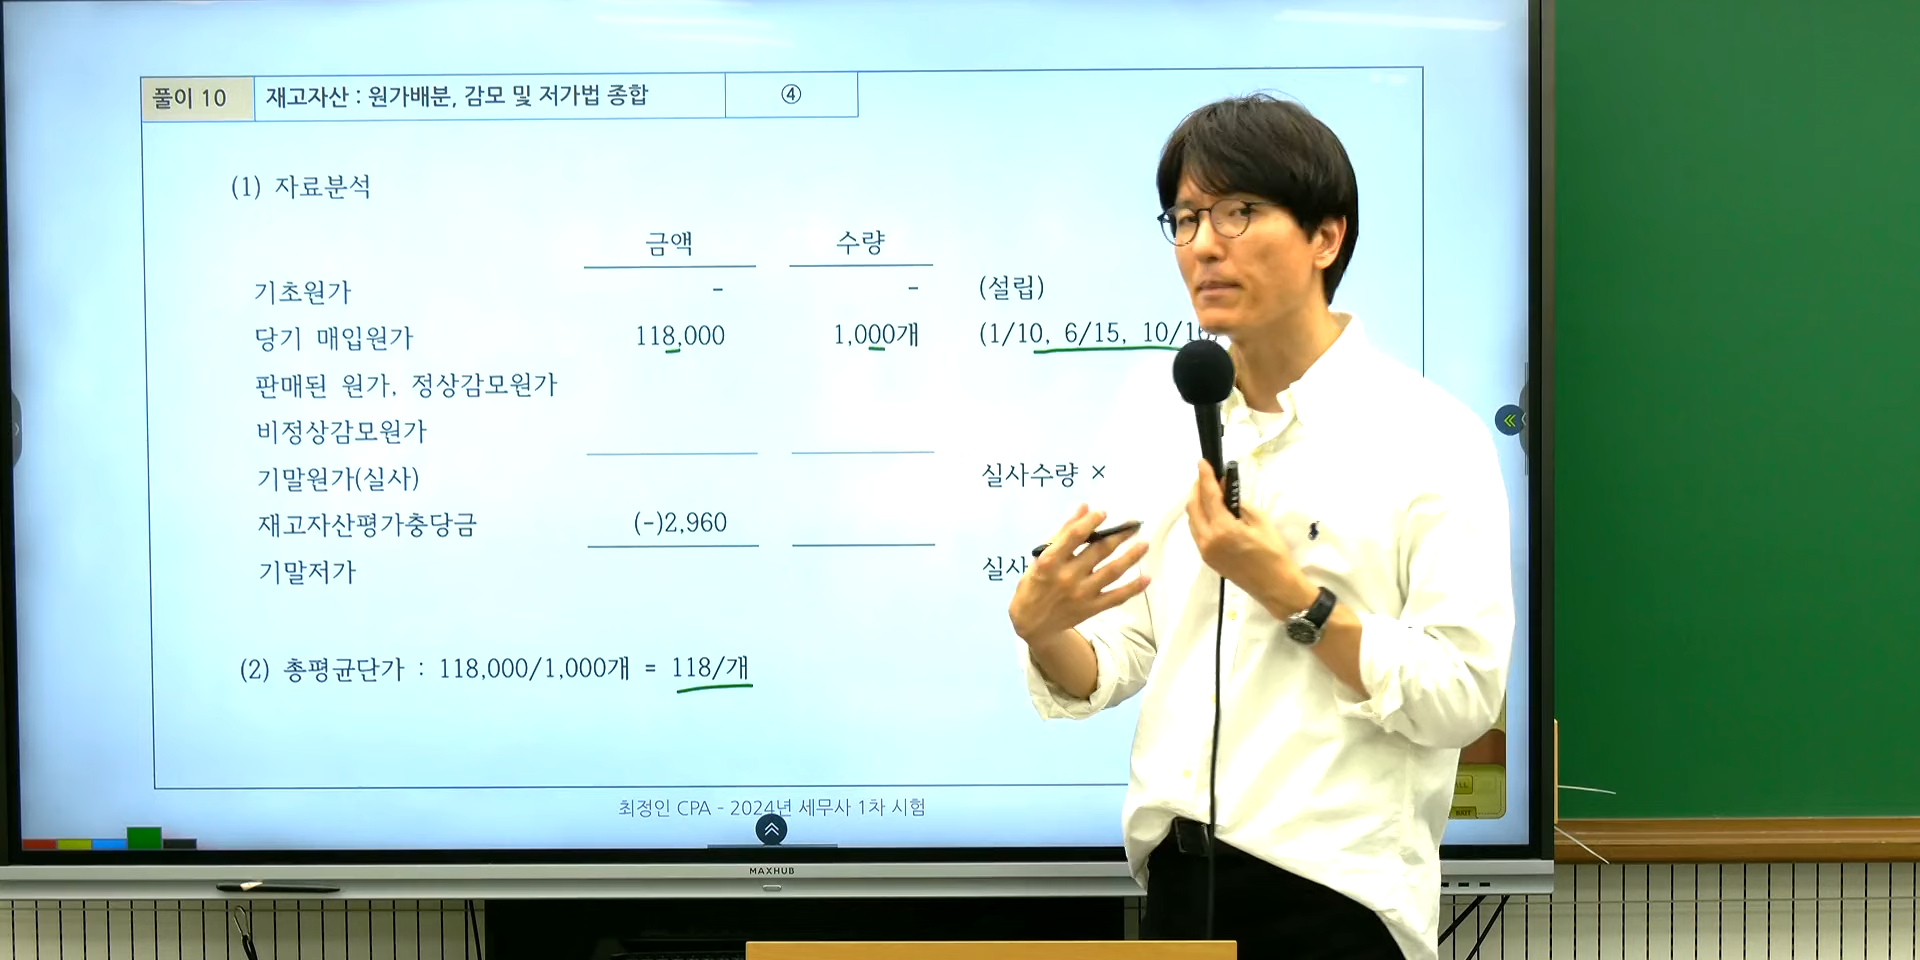 풀이 10 재고자산 : 원가배분, 감모 및 저가법 종합 ④
(1) 자료분석
금액 수량
기초원가 - - (설립)
당기 매입원가 118,000 1,000개 (1/10, 6/15, 10/16)
판매된 원가, 정상감모원가
비정상감모원가
기말원가(실사) 실사수량 ×
재고자산평가충당금 (-)2,960
기말저가 실사
(2) 총평균단가 : 118,000/1,000개 = 118/개
최정인 CPA - 2024년 세무사 1차 시험
MAXHUB